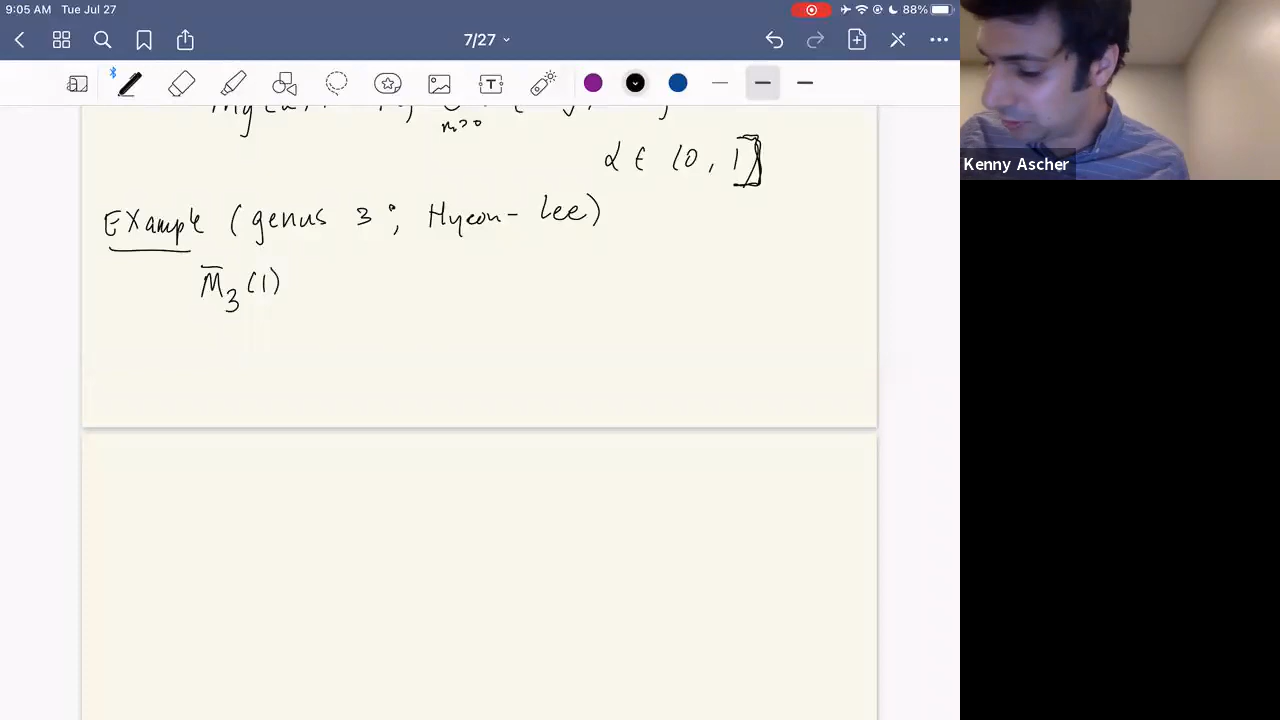 9:05 AM Tue Jul 27
88%
7/27
T
m>0
α ∈ (0, 1]
Kenny Ascher
Example (genus 3; Hyeon-Lee)
M̅₃(1)